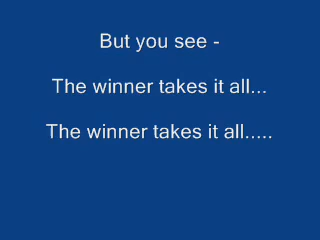 But you see -
The winner takes it all...
The winner takes it all.....